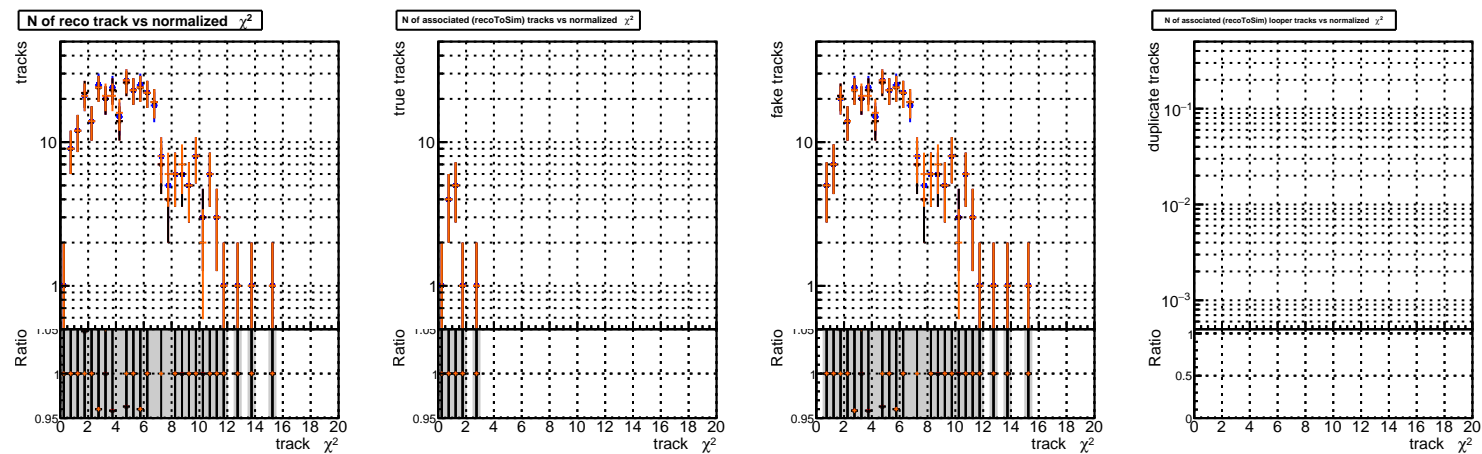 N of reco track vs normalized χ²
tracks
10
1
Ratio
1.05
1
0.95
0 2 4 6 8 10 12 14 16 18 20
track χ²
N of associated (recoToSim) tracks vs normalized χ²
true tracks
10
1
Ratio
1.05
1
0.95
0 2 4 6 8 10 12 14 16 18 20
track χ²
fake tracks
10
1
Ratio
1.05
1
0.95
0 2 4 6 8 10 12 14 16 18 20
track χ²
N of associated (recoToSim) looper tracks vs normalized χ²
duplicate tracks
10⁻¹
10⁻²
10⁻³
Ratio
1
0.5
0
0 2 4 6 8 10 12 14 16 18 20
track χ²